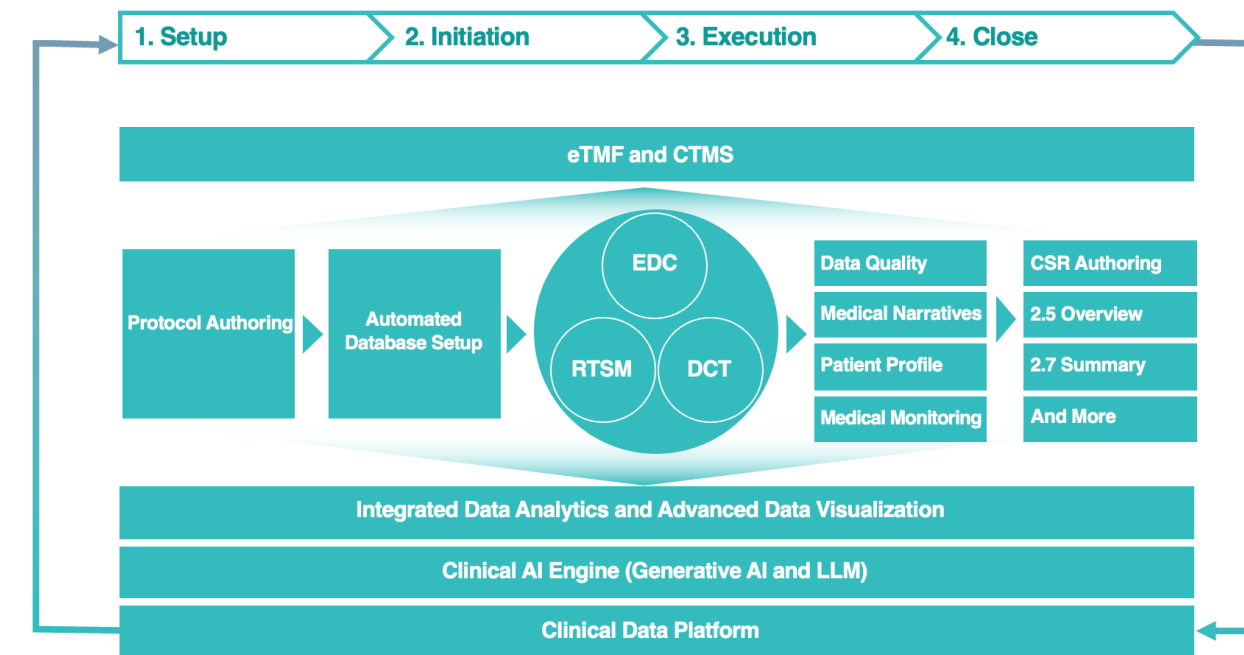 1. Setup
2. Initiation
3. Execution
4. Close
eTMF and CTMS
Protocol Authoring
Automated
Database Setup
EDC
RTSM
DCT
Data Quality
Medical Narratives
Patient Profile
Medical Monitoring
CSR Authoring
2.5 Overview
2.7 Summary
And More
Integrated Data Analytics and Advanced Data Visualization
Clinical AI Engine (Generative AI and LLM)
Clinical Data Platform